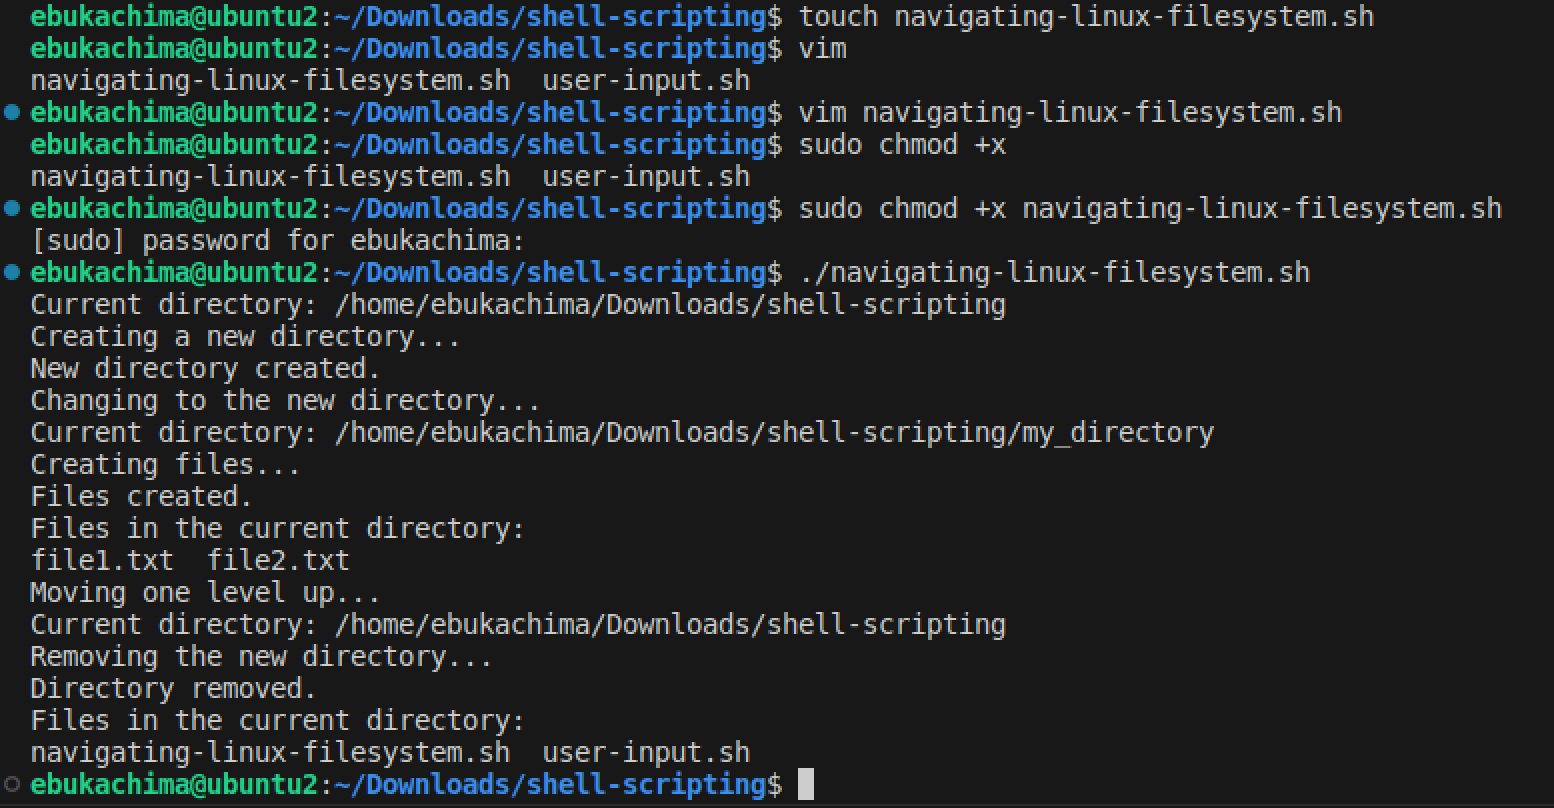 ebukachima@ubuntu2:~/Downloads/shell-scripting$ touch navigating-linux-filesystem.sh
ebukachima@ubuntu2:~/Downloads/shell-scripting$ vim
navigating-linux-filesystem.sh  user-input.sh
ebukachima@ubuntu2:~/Downloads/shell-scripting$ vim navigating-linux-filesystem.sh
ebukachima@ubuntu2:~/Downloads/shell-scripting$ sudo chmod +x
navigating-linux-filesystem.sh  user-input.sh
ebukachima@ubuntu2:~/Downloads/shell-scripting$ sudo chmod +x navigating-linux-filesystem.sh
[sudo] password for ebukachima:
ebukachima@ubuntu2:~/Downloads/shell-scripting$ ./navigating-linux-filesystem.sh
Current directory: /home/ebukachima/Downloads/shell-scripting
Creating a new directory...
New directory created.
Changing to the new directory...
Current directory: /home/ebukachima/Downloads/shell-scripting/my_directory
Creating files...
Files created.
Files in the current directory:
file1.txt  file2.txt
Moving one level up...
Current directory: /home/ebukachima/Downloads/shell-scripting
Removing the new directory...
Directory removed.
Files in the current directory:
navigating-linux-filesystem.sh  user-input.sh
ebukachima@ubuntu2:~/Downloads/shell-scripting$